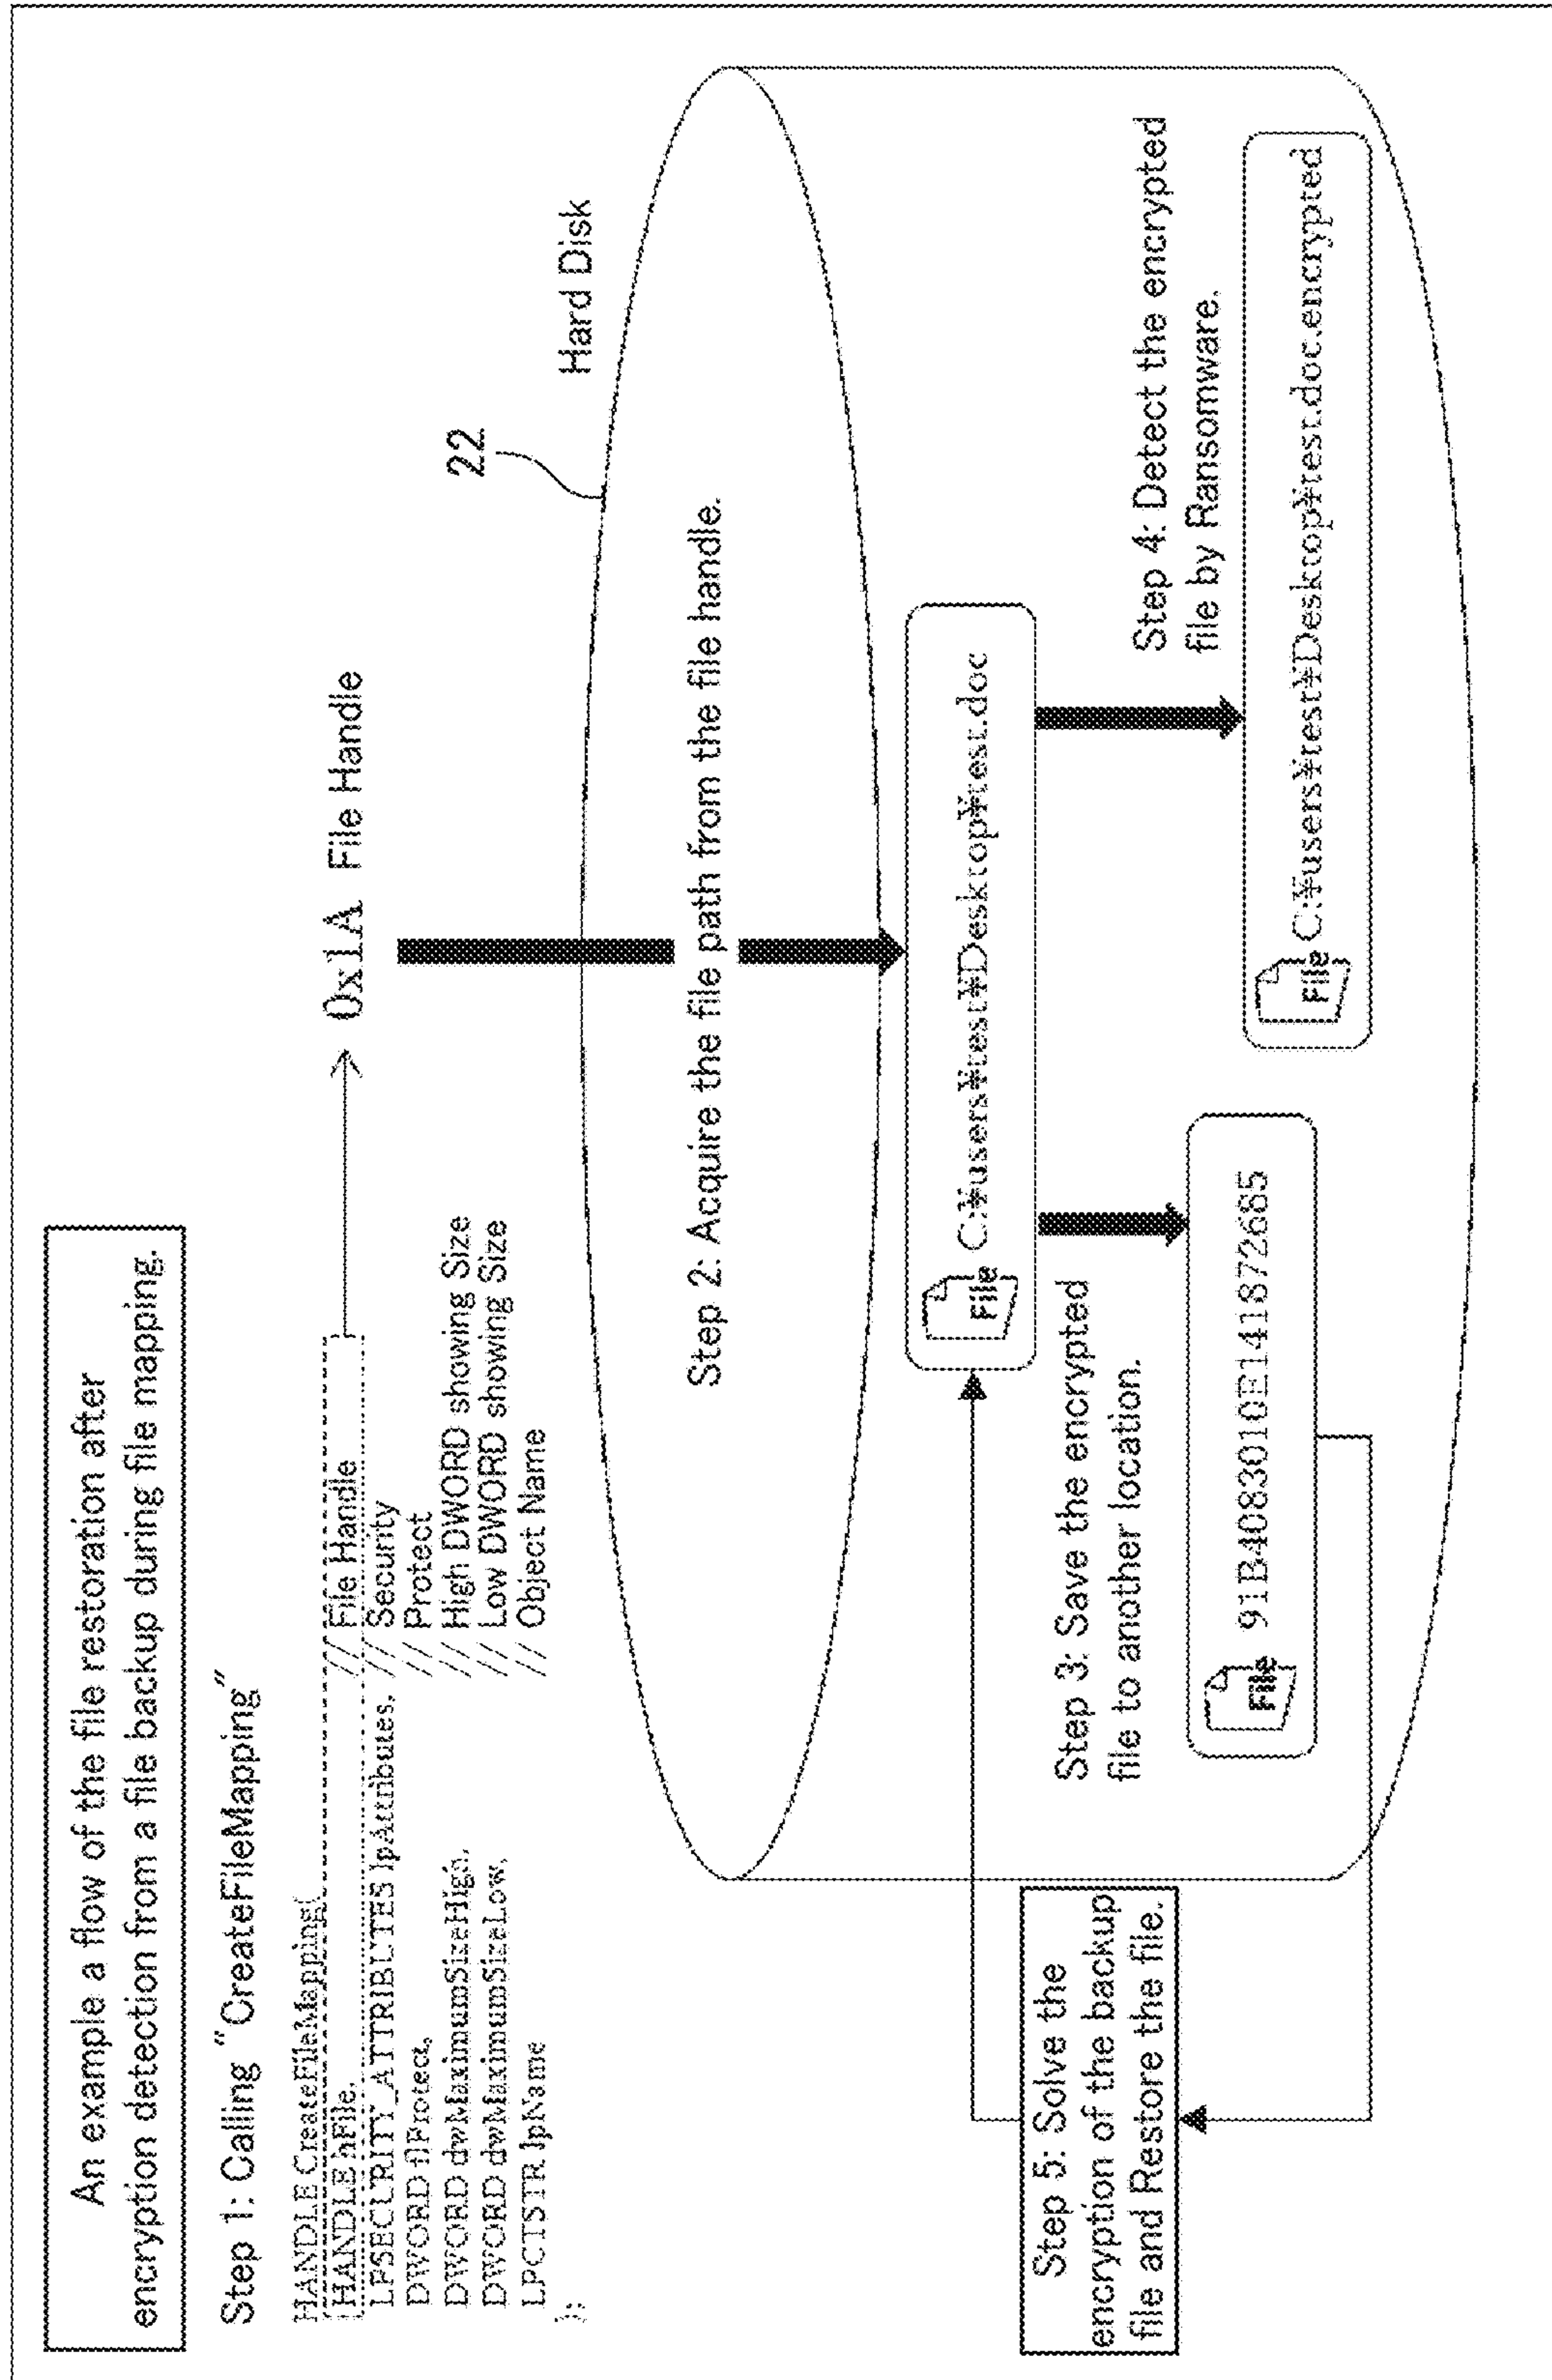 An example a flow of the file restoration after
encryption detection from a file backup during file mapping.
Step 1: Calling "CreateFileMapping"
HANDLE CreateFileMapping(
HANDLE hFile, // File Handle
LPSECURITY_ATTRIBUTES lpAttributes, // Security
DWORD flProtect, // Protect
DWORD dwMaximumSizeHigh, // High DWORD showing Size
DWORD dwMaximumSizeLow, // Low DWORD showing Size
LPCTSTR lpName // Object Name
);
0x1A File Handle
22
Hard Disk
Step 2: Acquire the file path from the file handle.
File C:¥users¥test¥Desktop¥test.doc
Step 3: Save the encrypted
file to another location.
File 91B4083010E141872685
Step 4: Detect the encrypted
file by Ransomware.
File C:¥users¥test¥Desktop¥test.doc.encrypted
Step 5: Solve the
encryption of the backup
file and Restore the file.